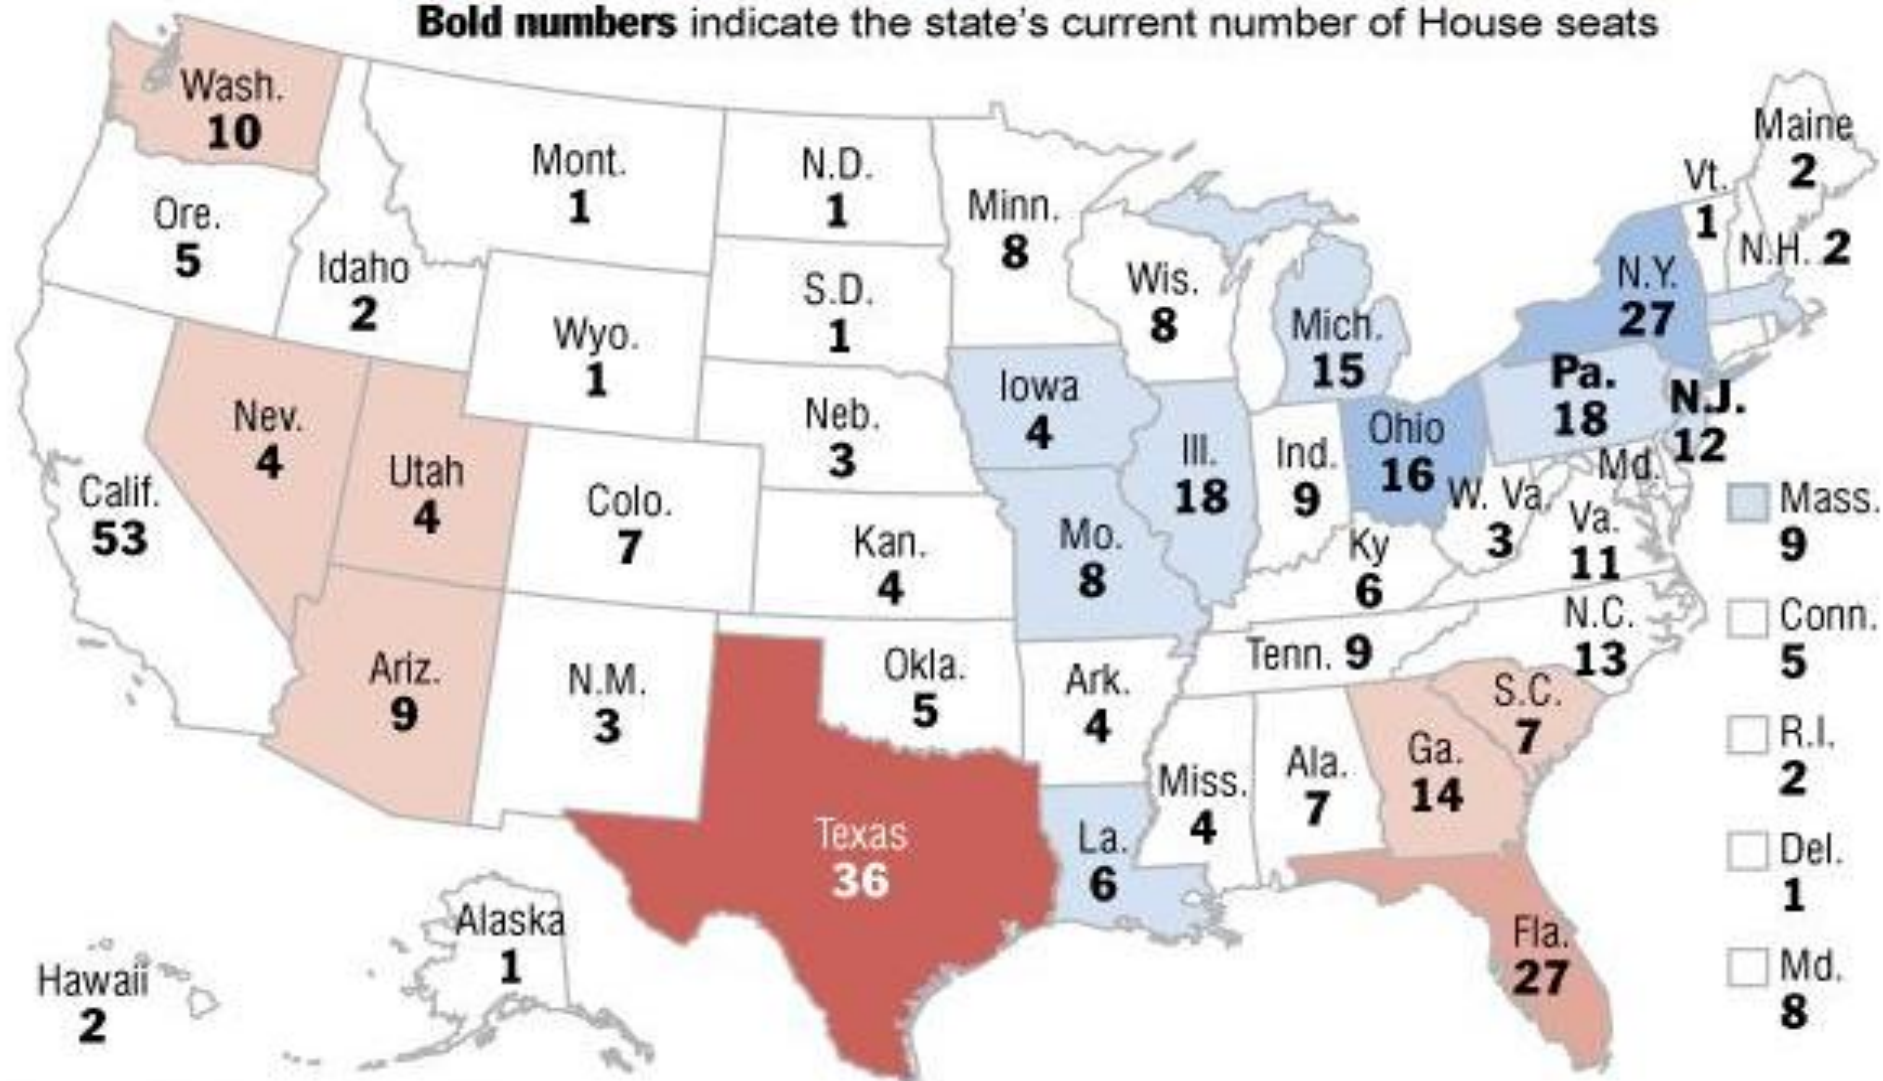 Bold numbers indicate the state's current number of House seats
Wash.
10
Ore.
5
Idaho
2
Mont.
1
N.D.
1
Minn.
8
Wis.
8
Mich.
15
Vt.
1
Maine
2
N.H. 2
N.Y.
27
Wyo.
1
S.D.
1
Iowa
4
Pa.
18
N.J.
12
Calif.
53
Nev.
4
Utah
4
Colo.
7
Neb.
3
Kan.
4
Mo.
8
Ill.
18
Ind.
9
Ohio
16
W. Va.
3
Md.
Va.
11
Ky
6
Mass.
9
Conn.
5
R.I.
2
Del.
1
Md.
8
Ariz.
9
N.M.
3
Okla.
5
Ark.
4
Tenn. 9
N.C.
13
S.C.
7
Texas
36
La.
6
Miss.
4
Ala.
7
Ga.
14
Fla.
27
Hawaii
2
Alaska
1